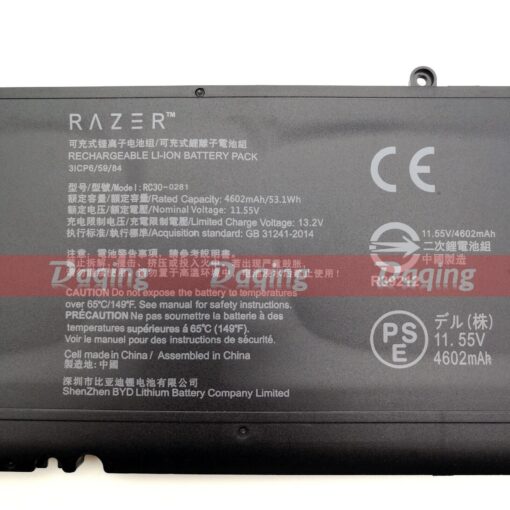 RAZER™
可充式锂离子电池组/可充式鋰離子電池組
RECHARGEABLE LI-ION BATTERY PACK
3ICP6/59/84
型号/型號/Model: RC30-0281
额定容量/額定容量/Rated Capacity: 4602mAh/53.1Wh
额定电压/額定電壓/Nominal Voltage: 11.55V
充电限制电压/充電限制電壓/Limited Charge Voltage: 13.2V
执行标准/執行標準/Acquisition standard: GB 31241-2014
DO NOT expose the battery to temperatures
over 65℃/149℉. See manual for safety instructions.
PRÉCAUTION: Ne pas soumettre la batterie à des
températures supérieures á 65℃ (149℉).
Lire le manuel pour des instructions de sécurité.
Cell made in China / Assembled in China
製造地: 中國
深圳市比亚迪锂电池有限公司
ShenZhen BYD Lithium Battery Company Limited
CE
11.55V/4602mAh
二次鋰電池組
中國製造
PSE
デル (株)
11.55V
4602mAh
Daqing Daqing Daqing